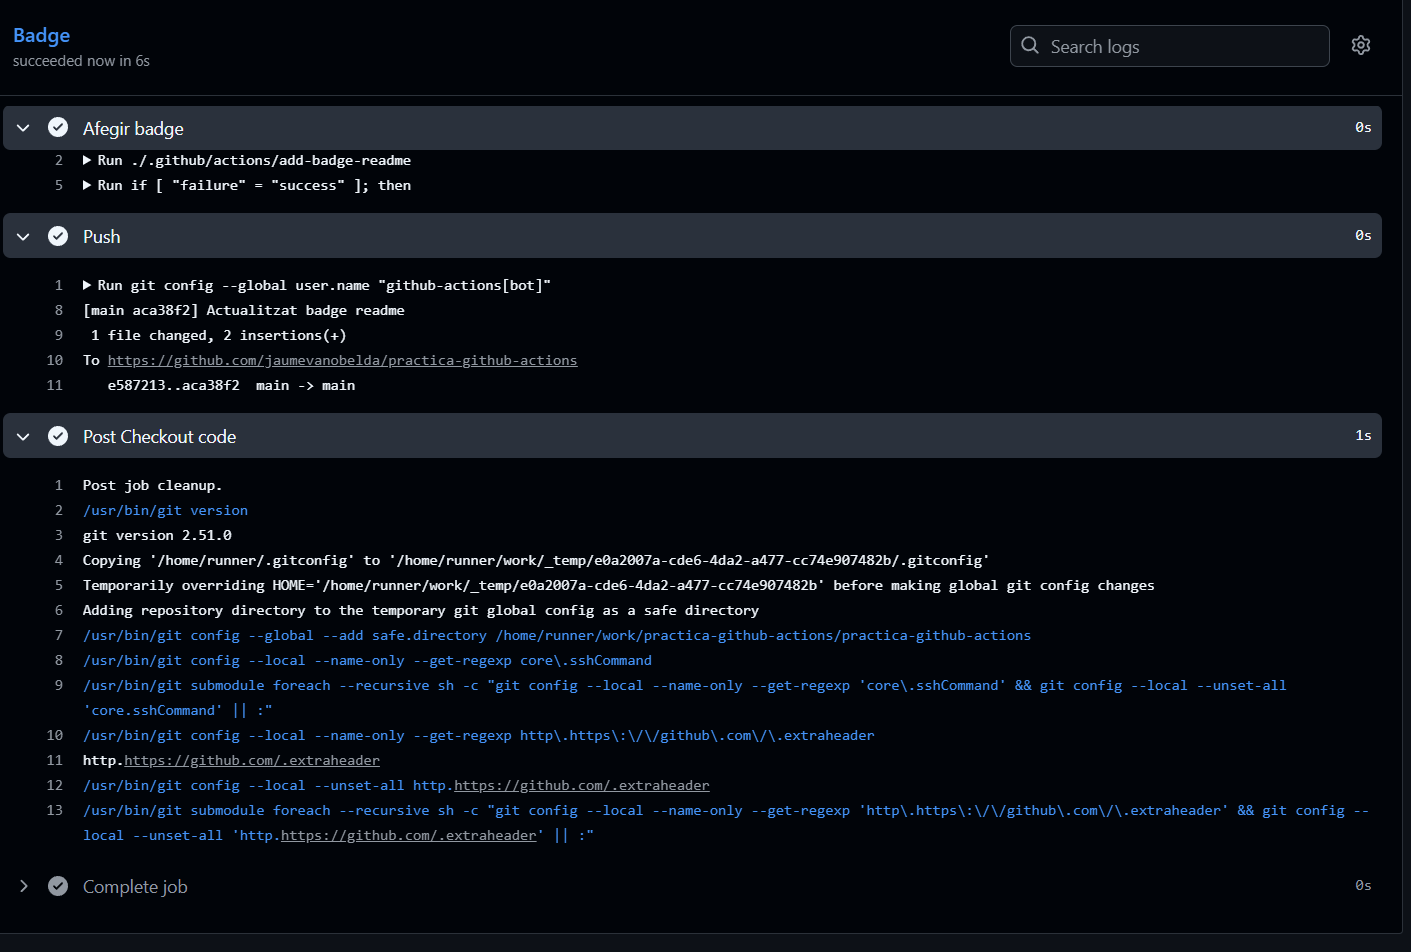 Badge
succeeded now in 6s
Search logs
Afegir badge 0s
2 Run ./.github/actions/add-badge-readme
5 Run if [ "failure" = "success" ]; then
Push 0s
1 Run git config --global user.name "github-actions[bot]"
8 [main aca38f2] Actualitzat badge readme
9 1 file changed, 2 insertions(+)
10 To https://github.com/jaumevanobelda/practica-github-actions
11 e587213..aca38f2 main -> main
Post Checkout code 1s
1 Post job cleanup.
2 /usr/bin/git version
3 git version 2.51.0
4 Copying '/home/runner/.gitconfig' to '/home/runner/work/_temp/e0a2007a-cde6-4da2-a477-cc74e907482b/.gitconfig'
5 Temporarily overriding HOME='/home/runner/work/_temp/e0a2007a-cde6-4da2-a477-cc74e907482b' before making global git config changes
6 Adding repository directory to the temporary git global config as a safe directory
7 /usr/bin/git config --global --add safe.directory /home/runner/work/practica-github-actions/practica-github-actions
8 /usr/bin/git config --local --name-only --get-regexp core\.sshCommand
9 /usr/bin/git submodule foreach --recursive sh -c "git config --local --name-only --get-regexp 'core\.sshCommand' && git config --local --unset-all
'core.sshCommand' || :"
10 /usr/bin/git config --local --name-only --get-regexp http\.https\:\/\/github\.com\/\.extraheader
11 http.https://github.com/.extraheader
12 /usr/bin/git config --local --unset-all http.https://github.com/.extraheader
13 /usr/bin/git submodule foreach --recursive sh -c "git config --local --name-only --get-regexp 'http\.https\:\/\/github\.com\/\.extraheader' && git config --
local --unset-all 'http.https://github.com/.extraheader' || :"
Complete job 0s